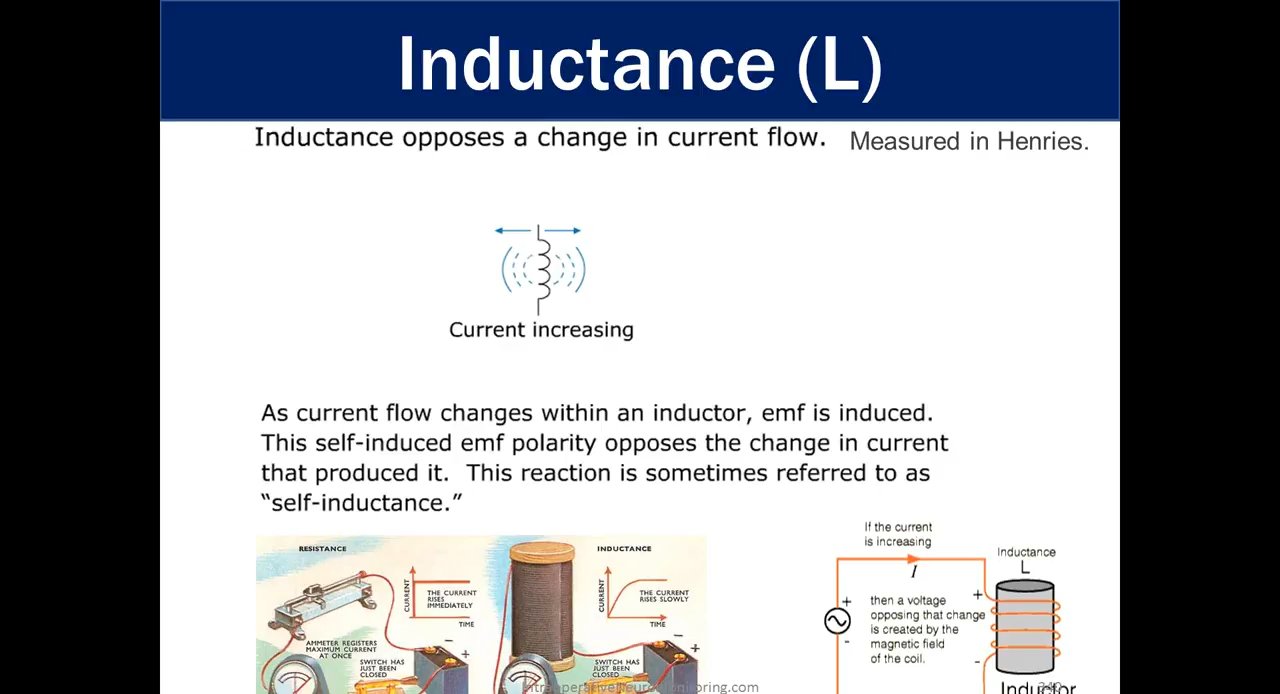 Inductance (L)
Inductance opposes a change in current flow. Measured in Henries.
Current increasing
As current flow changes within an inductor, emf is induced.
This self-induced emf polarity opposes the change in current
that produced it. This reaction is sometimes referred to as
“self-inductance.”
RESISTANCE
CURRENT
THE CURRENT
RISES
IMMEDIATELY
TIME
AMMETER REGISTERS
MAXIMUM CURRENT
AT ONCE
SWITCH HAS
JUST BEEN
CLOSED
−
+
INDUCTANCE
CURRENT
THE CURRENT
RISES SLOWLY
TIME
SWITCH HAS
JUST BEEN
CLOSED
−
+
If the current
is increasing
I
Inductance
L
+
-
then a voltage
opposing that change
is created by the
magnetic field
of the coil.
+
-
Inductor